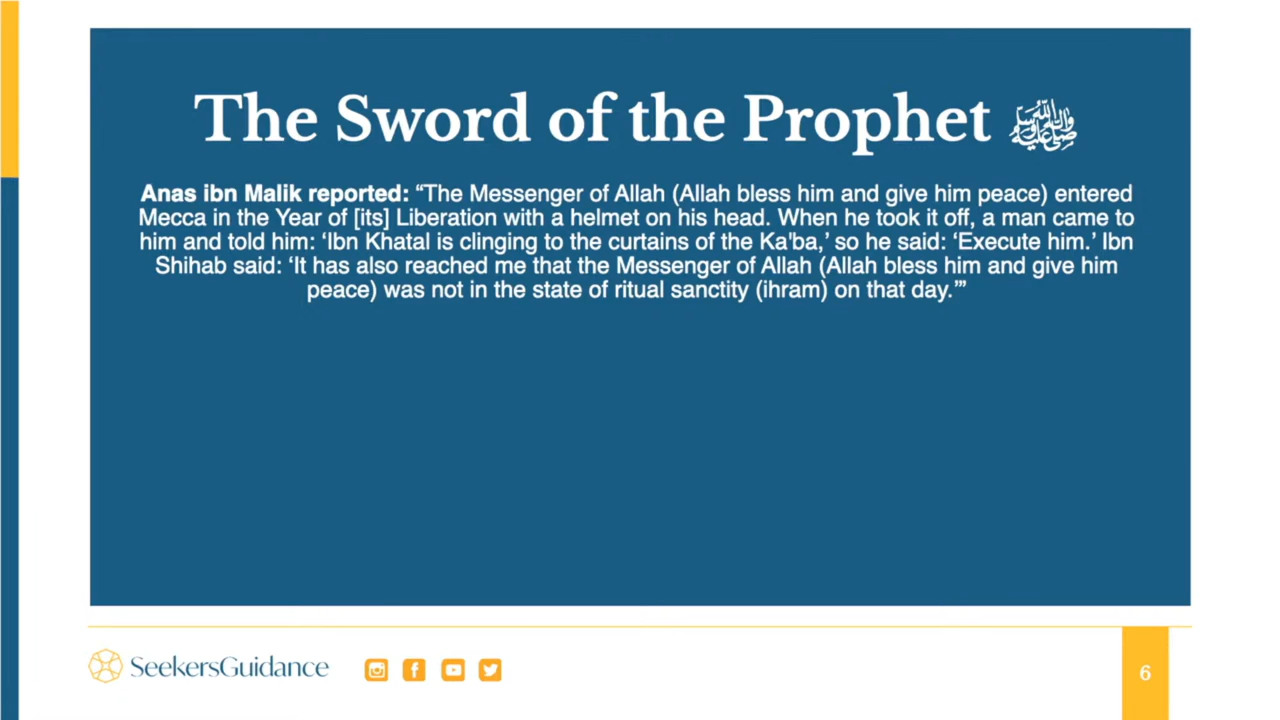 The Sword of the Prophet ﷺ
Anas ibn Malik reported: “The Messenger of Allah (Allah bless him and give him peace) entered
Mecca in the Year of [its] Liberation with a helmet on his head. When he took it off, a man came to
him and told him: ‘Ibn Khatal is clinging to the curtains of the Ka'ba,’ so he said: ‘Execute him.’ Ibn
Shihab said: ‘It has also reached me that the Messenger of Allah (Allah bless him and give him
peace) was not in the state of ritual sanctity (ihram) on that day.’”
SeekersGuidance
6